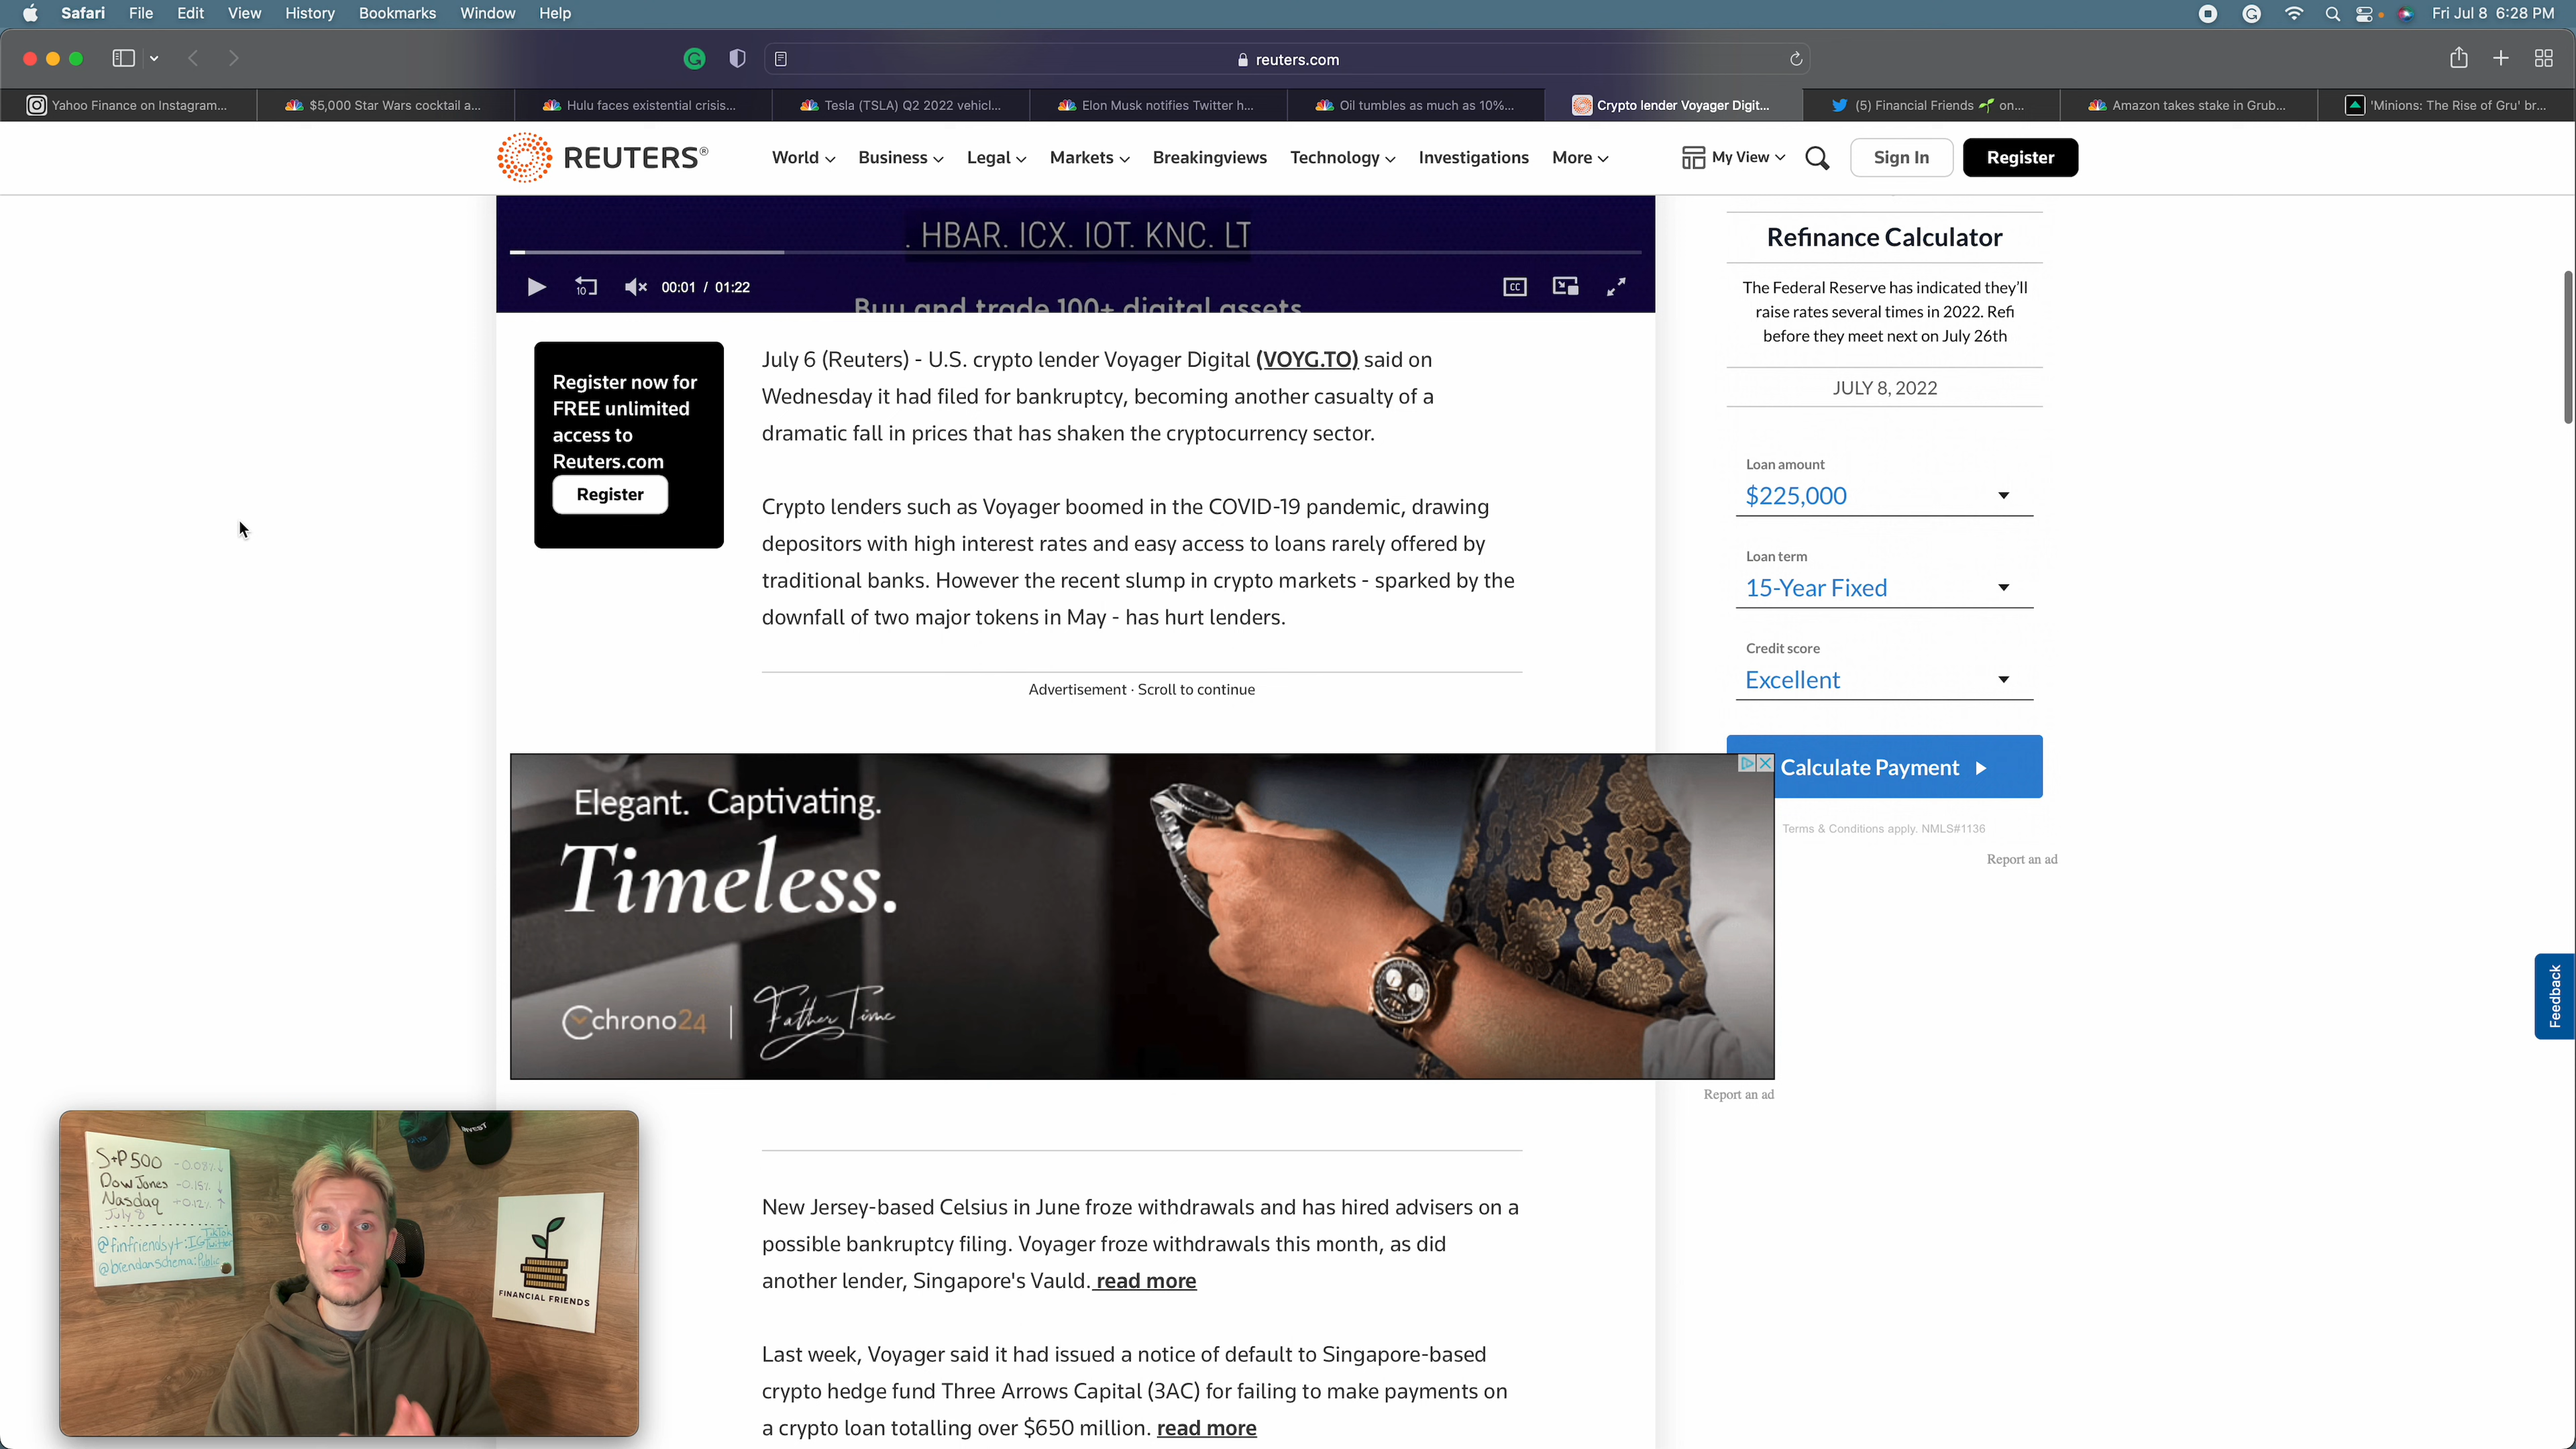 Safari File Edit View History Bookmarks Window Help
Fri Jul 8 6:28 PM
reuters.com
Yahoo Finance on Instagram...
$5,000 Star Wars cocktail a...
Hulu faces existential crisis...
Tesla (TSLA) Q2 2022 vehicl...
Elon Musk notifies Twitter h...
Oil tumbles as much as 10%...
Crypto lender Voyager Digit...
(5) Financial Friends 🌱 on...
Amazon takes stake in Grub...
'Minions: The Rise of Gru' br...
REUTERS®
World Business Legal Markets Breakingviews Technology Investigations More
My View
Sign In
Register
. HBAR. ICX. IOT. KNC. LT
10
00:01 / 01:22
CC
Buy and trade 100+ digital assets
Register now for
FREE unlimited
access to
Reuters.com
Register
July 6 (Reuters) - U.S. crypto lender Voyager Digital (VOYG.TO) said on
Wednesday it had filed for bankruptcy, becoming another casualty of a
dramatic fall in prices that has shaken the cryptocurrency sector.
Crypto lenders such as Voyager boomed in the COVID-19 pandemic, drawing
depositors with high interest rates and easy access to loans rarely offered by
traditional banks. However the recent slump in crypto markets - sparked by the
downfall of two major tokens in May - has hurt lenders.
Advertisement · Scroll to continue
Elegant. Captivating.
Timeless.
chrono24
Father Time
Report an ad
New Jersey-based Celsius in June froze withdrawals and has hired advisers on a
possible bankruptcy filing. Voyager froze withdrawals this month, as did
another lender, Singapore's Vauld. read more
Last week, Voyager said it had issued a notice of default to Singapore-based
crypto hedge fund Three Arrows Capital (3AC) for failing to make payments on
a crypto loan totalling over $650 million. read more
Refinance Calculator
The Federal Reserve has indicated they'll
raise rates several times in 2022. Refi
before they meet next on July 26th
JULY 8, 2022
Loan amount
$225,000
Loan term
15-Year Fixed
Credit score
Excellent
Calculate Payment
Terms & Conditions apply. NMLS#1136
Report an ad
Feedback
S+P 500 -0.08% ↓
Dow Jones -0.15% ↓
Nasdaq +0.12% ↑
July 8
TikTok
@finfriendsyt: IG Twitter
@brendanschema: Public
FINANCIAL FRIENDS